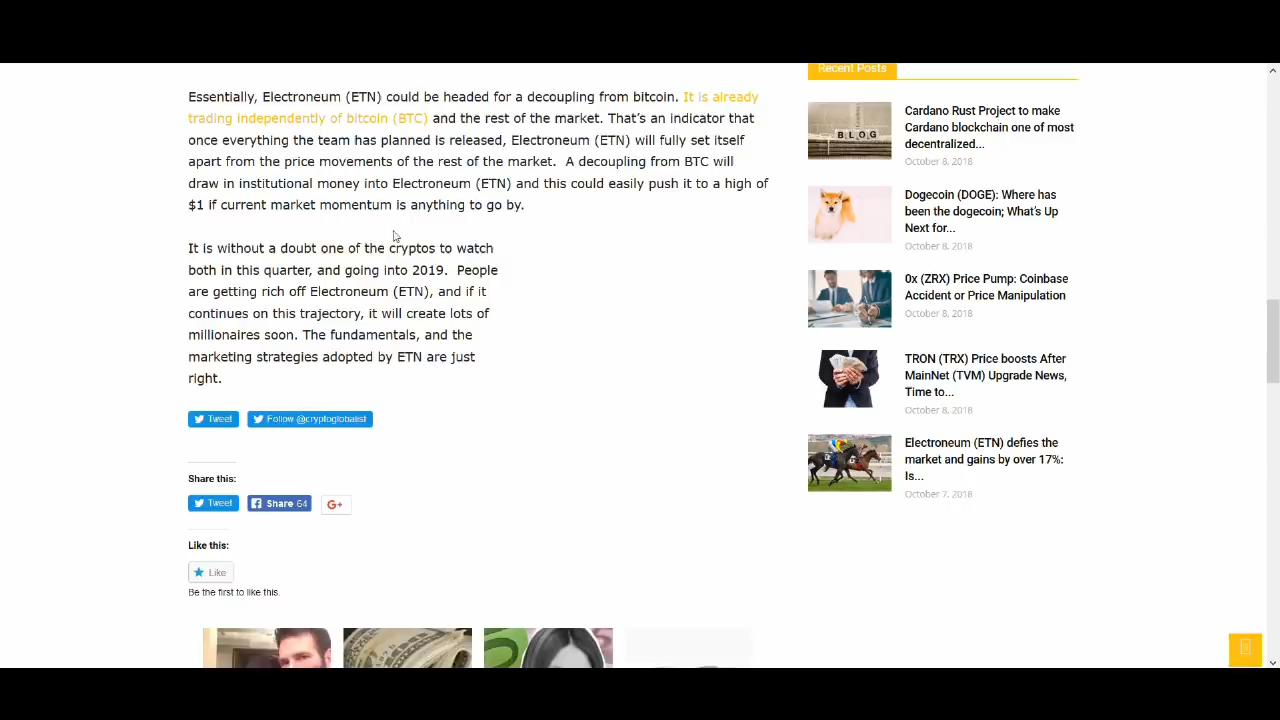 Recent Posts
Essentially, Electroneum (ETN) could be headed for a decoupling from bitcoin. It is already
trading independently of bitcoin (BTC) and the rest of the market. That's an indicator that
once everything the team has planned is released, Electroneum (ETN) will fully set itself
apart from the price movements of the rest of the market. A decoupling from BTC will
draw in institutional money into Electroneum (ETN) and this could easily push it to a high of
$1 if current market momentum is anything to go by.
It is without a doubt one of the cryptos to watch
both in this quarter, and going into 2019. People
are getting rich off Electroneum (ETN), and if it
continues on this trajectory, it will create lots of
millionaires soon. The fundamentals, and the
marketing strategies adopted by ETN are just
right.
Tweet
Follow @cryptoglobalist
Share this:
Tweet
Share 64
G+
Like this:
Like
Be the first to like this.
BLOG
Cardano Rust Project to make
Cardano blockchain one of most
decentralized...
October 8, 2018
Dogecoin (DOGE): Where has
been the dogecoin; What's Up
Next for...
October 8, 2018
0x (ZRX) Price Pump: Coinbase
Accident or Price Manipulation
October 8, 2018
TRON (TRX) Price boosts After
MainNet (TVM) Upgrade News,
Time to...
October 8, 2018
Electroneum (ETN) defies the
market and gains by over 17%:
Is...
October 7, 2018